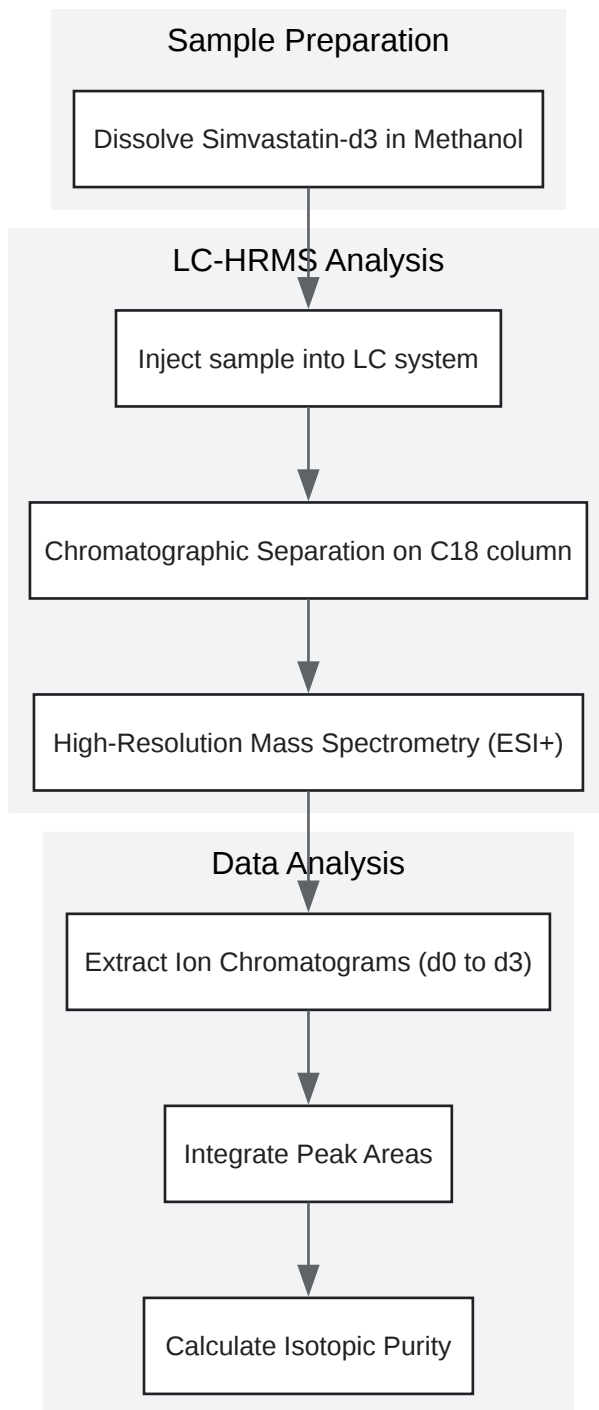 Sample Preparation
Dissolve Simvastatin-d3 in Methanol
LC-HRMS Analysis
Inject sample into LC system
Chromatographic Separation on C18 column
High-Resolution Mass Spectrometry (ESI+)
Data Analysis
Extract Ion Chromatograms (d0 to d3)
Integrate Peak Areas
Calculate Isotopic Purity